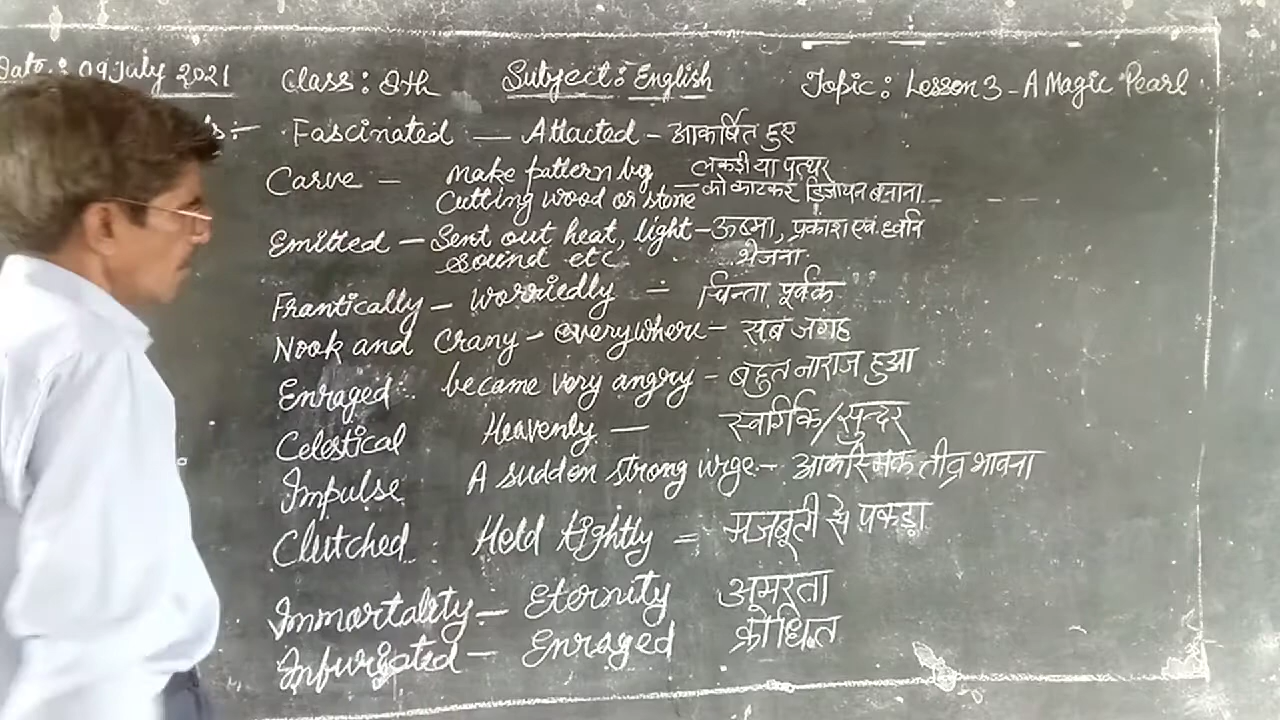 Date: 09 July 2021 Class: 8th Subject: English Topic: Lesson 3 - A Magic Pearl
Fascinated — Attacted - आकर्षित हुए
Carve — make pattern by लकड़ी या पत्थर
Cutting wood or stone - को काटकर डिजायन बनाना
Emitted — Sent out heat, light - ऊष्मा, प्रकाश एवं ध्वनि
sound etc भेजना
Frantically - worriedly - चिन्ता पूर्वक
Nook and Crany - everywhere - सब जगह
Enraged : became very angry - बहुत नाराज हुआ
Celestical Heavenly — स्वर्गिक/सुन्दर
Impulse A sudden strong urge - आकस्मिक तीव्र भावना
Clutched . Held tightly = मजबूती से पकड़ा
Immortality - Eternity अमरता
Infuriated - Enraged क्रोधित